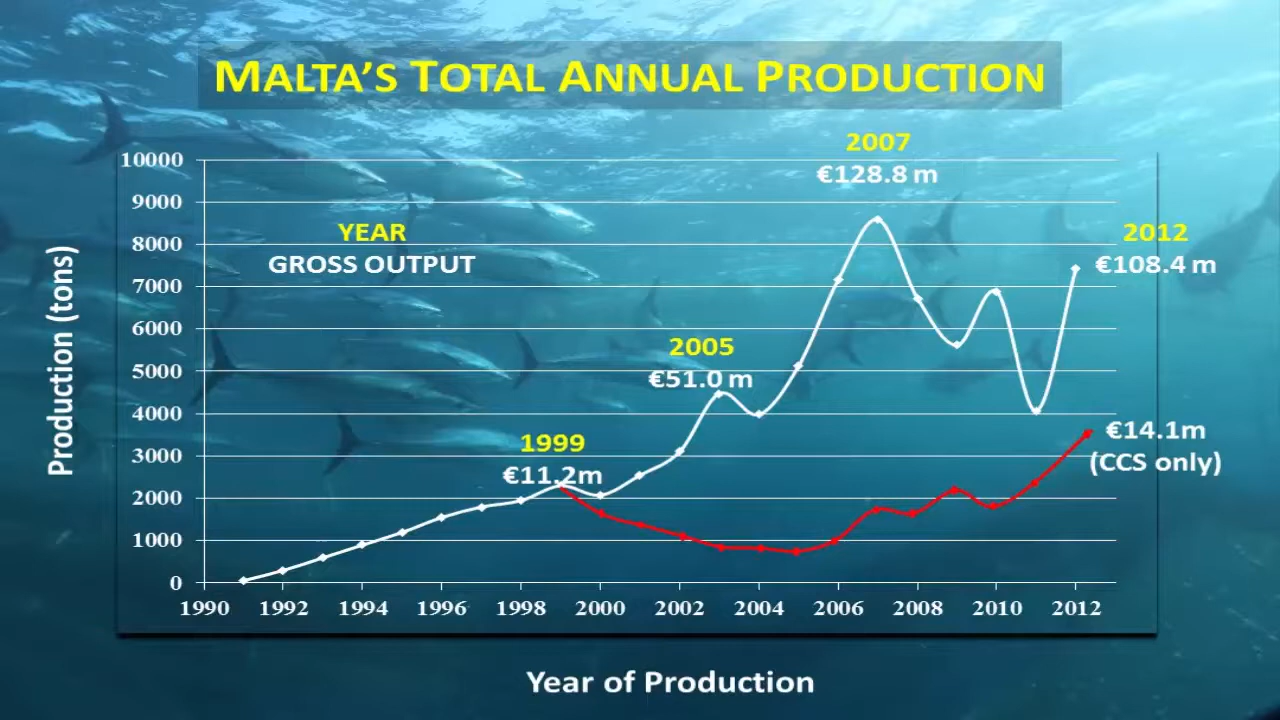 MALTA'S TOTAL ANNUAL PRODUCTION
2007
€128.8 m
10000
9000
8000
7000
6000
5000
4000
3000
2000
1000
0
YEAR
GROSS OUTPUT
2012
€108.4 m
2005
€51.0 m
1999
€11.2m
€14.1m
(CCS only)
Production (tons)
1990 1992 1994 1996 1998 2000 2002 2004 2006 2008 2010 2012
Year of Production